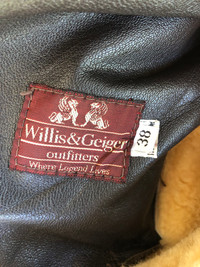 Willis & Geiger
outfitters
Where Legend Lives
38